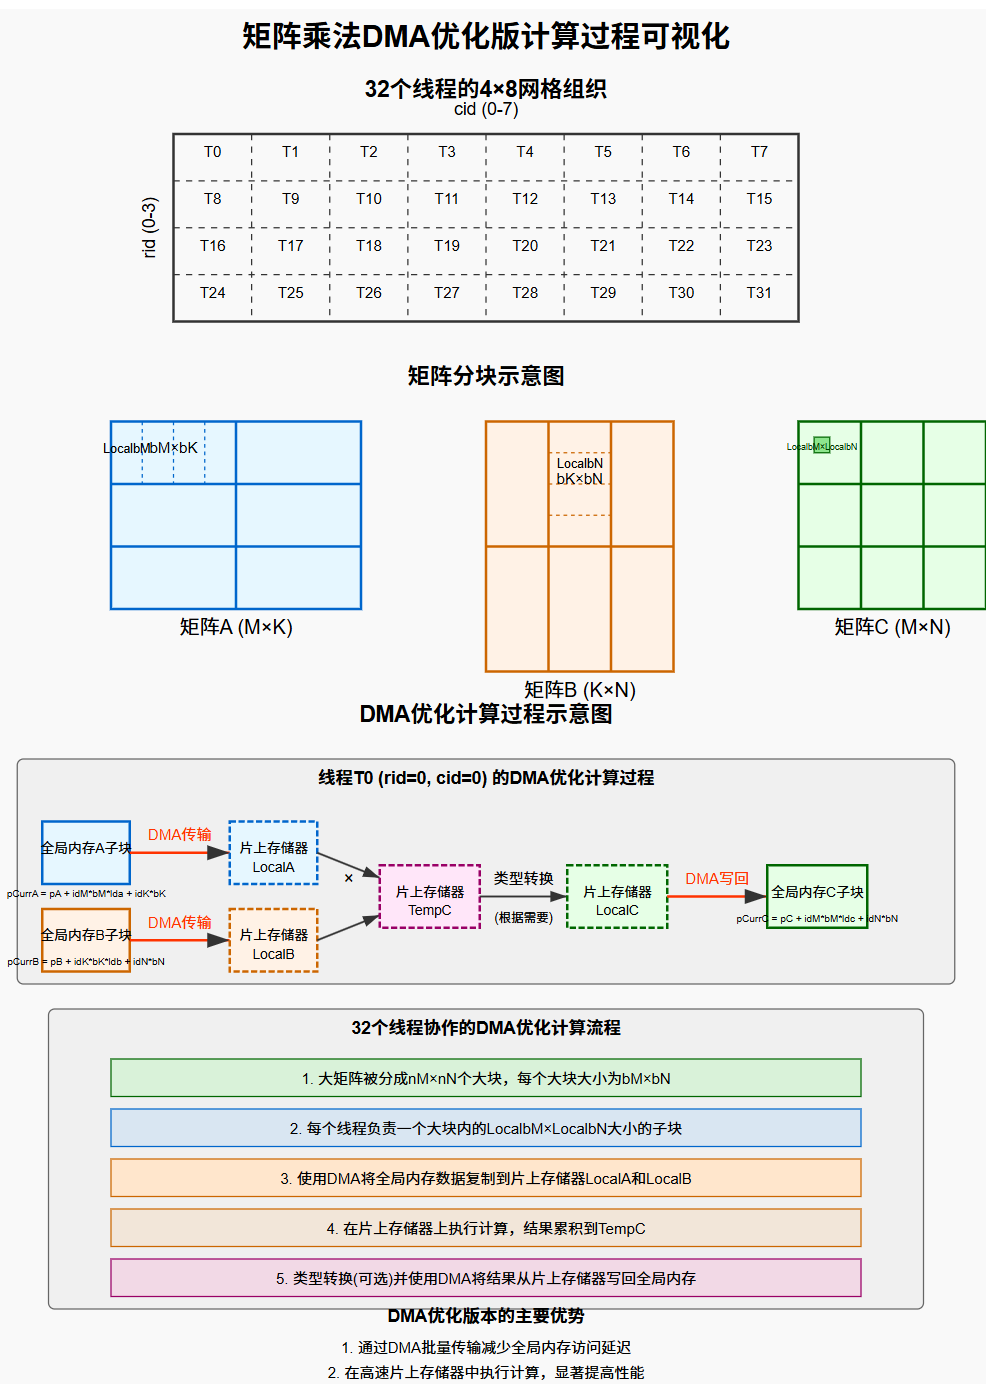 矩阵乘法DMA优化版计算过程可视化
32个线程的4×8网格组织
cid (0-7)
rid (0-3)
T0 T1 T2 T3 T4 T5 T6 T7
T8 T9 T10 T11 T12 T13 T14 T15
T16 T17 T18 T19 T20 T21 T22 T23
T24 T25 T26 T27 T28 T29 T30 T31
矩阵分块示意图
LocalbM
bM×bK
LocalbN
bK×bN
LocalbM×LocalbN
矩阵A (M×K)
矩阵B (K×N)
矩阵C (M×N)
DMA优化计算过程示意图
线程T0 (rid=0, cid=0) 的DMA优化计算过程
全局内存A子块
pCurrA = pA + idM*bM*lda + idK*bK
DMA传输
片上存储器
LocalA
全局内存B子块
pCurrB = pB + idK*bK*ldb + idN*bN
DMA传输
片上存储器
LocalB
×
片上存储器
TempC
类型转换
(根据需要)
片上存储器
LocalC
DMA写回
全局内存C子块
pCurrC = pC + idM*bM*ldc + idN*bN
32个线程协作的DMA优化计算流程
1. 大矩阵被分成nM×nN个大块，每个大块大小为bM×bN
2. 每个线程负责一个大块内的LocalbM×LocalbN大小的子块
3. 使用DMA将全局内存数据复制到片上存储器LocalA和LocalB
4. 在片上存储器上执行计算，结果累积到TempC
5. 类型转换(可选)并使用DMA将结果从片上存储器写回全局内存
DMA优化版本的主要优势
1. 通过DMA批量传输减少全局内存访问延迟
2. 在高速片上存储器中执行计算，显著提高性能